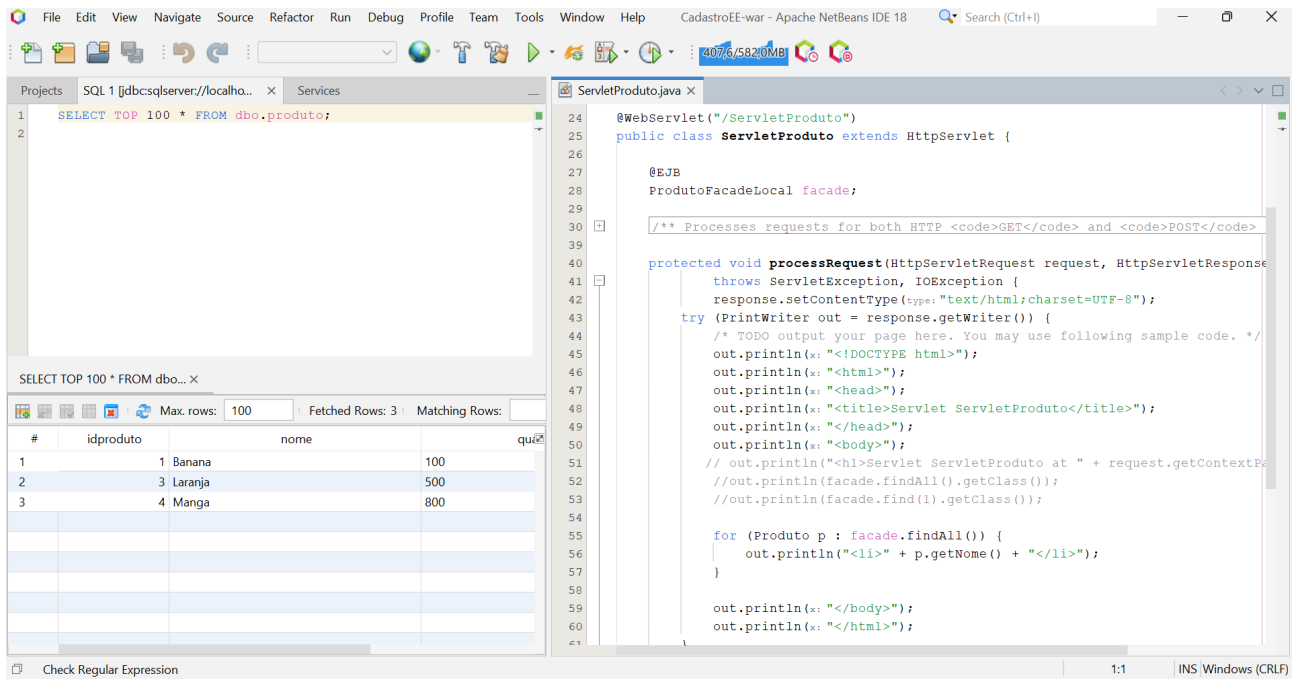 File Edit View Navigate Source Refactor Run Debug Profile Team Tools Window Help CadastroEE-war - Apache NetBeans IDE 18 Search (Ctrl+I)
407,6/582,0MB
Projects SQL 1 [jdbc:sqlserver://localho... Services
1 SELECT TOP 100 * FROM dbo.produto;
2
SELECT TOP 100 * FROM dbo...
Max. rows: 100 Fetched Rows: 3 Matching Rows:
# idproduto nome qua
1 1 Banana 100
2 3 Laranja 500
3 4 Manga 800
ServletProduto.java
24 @WebServlet("/ServletProduto")
25 public class ServletProduto extends HttpServlet {
26
27 @EJB
28 ProdutoFacadeLocal facade;
29
30 /** Processes requests for both HTTP <code>GET</code> and <code>POST</code>
39
40 protected void processRequest(HttpServletRequest request, HttpServletResponse
41 throws ServletException, IOException {
42 response.setContentType(type: "text/html;charset=UTF-8");
43 try (PrintWriter out = response.getWriter()) {
44 /* TODO output your page here. You may use following sample code. */
45 out.println(x: "<!DOCTYPE html>");
46 out.println(x: "<html>");
47 out.println(x: "<head>");
48 out.println(x: "<title>Servlet ServletProduto</title>");
49 out.println(x: "</head>");
50 out.println(x: "<body>");
51 // out.println("<h1>Servlet ServletProduto at " + request.getContextPa
52 //out.println(facade.findAll().getClass());
53 //out.println(facade.find(1).getClass());
54
55 for (Produto p : facade.findAll()) {
56 out.println("<li>" + p.getNome() + "</li>");
57 }
58
59 out.println(x: "</body>");
60 out.println(x: "</html>");
61 }
Check Regular Expression 1:1 INS Windows (CRLF)